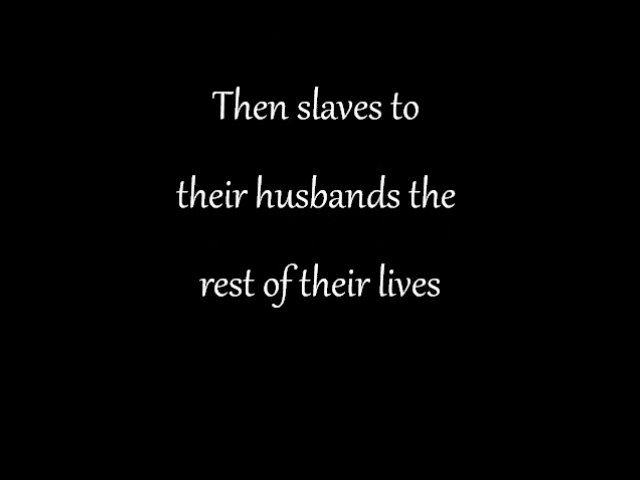 Then slaves to
their husbands the
rest of their lives